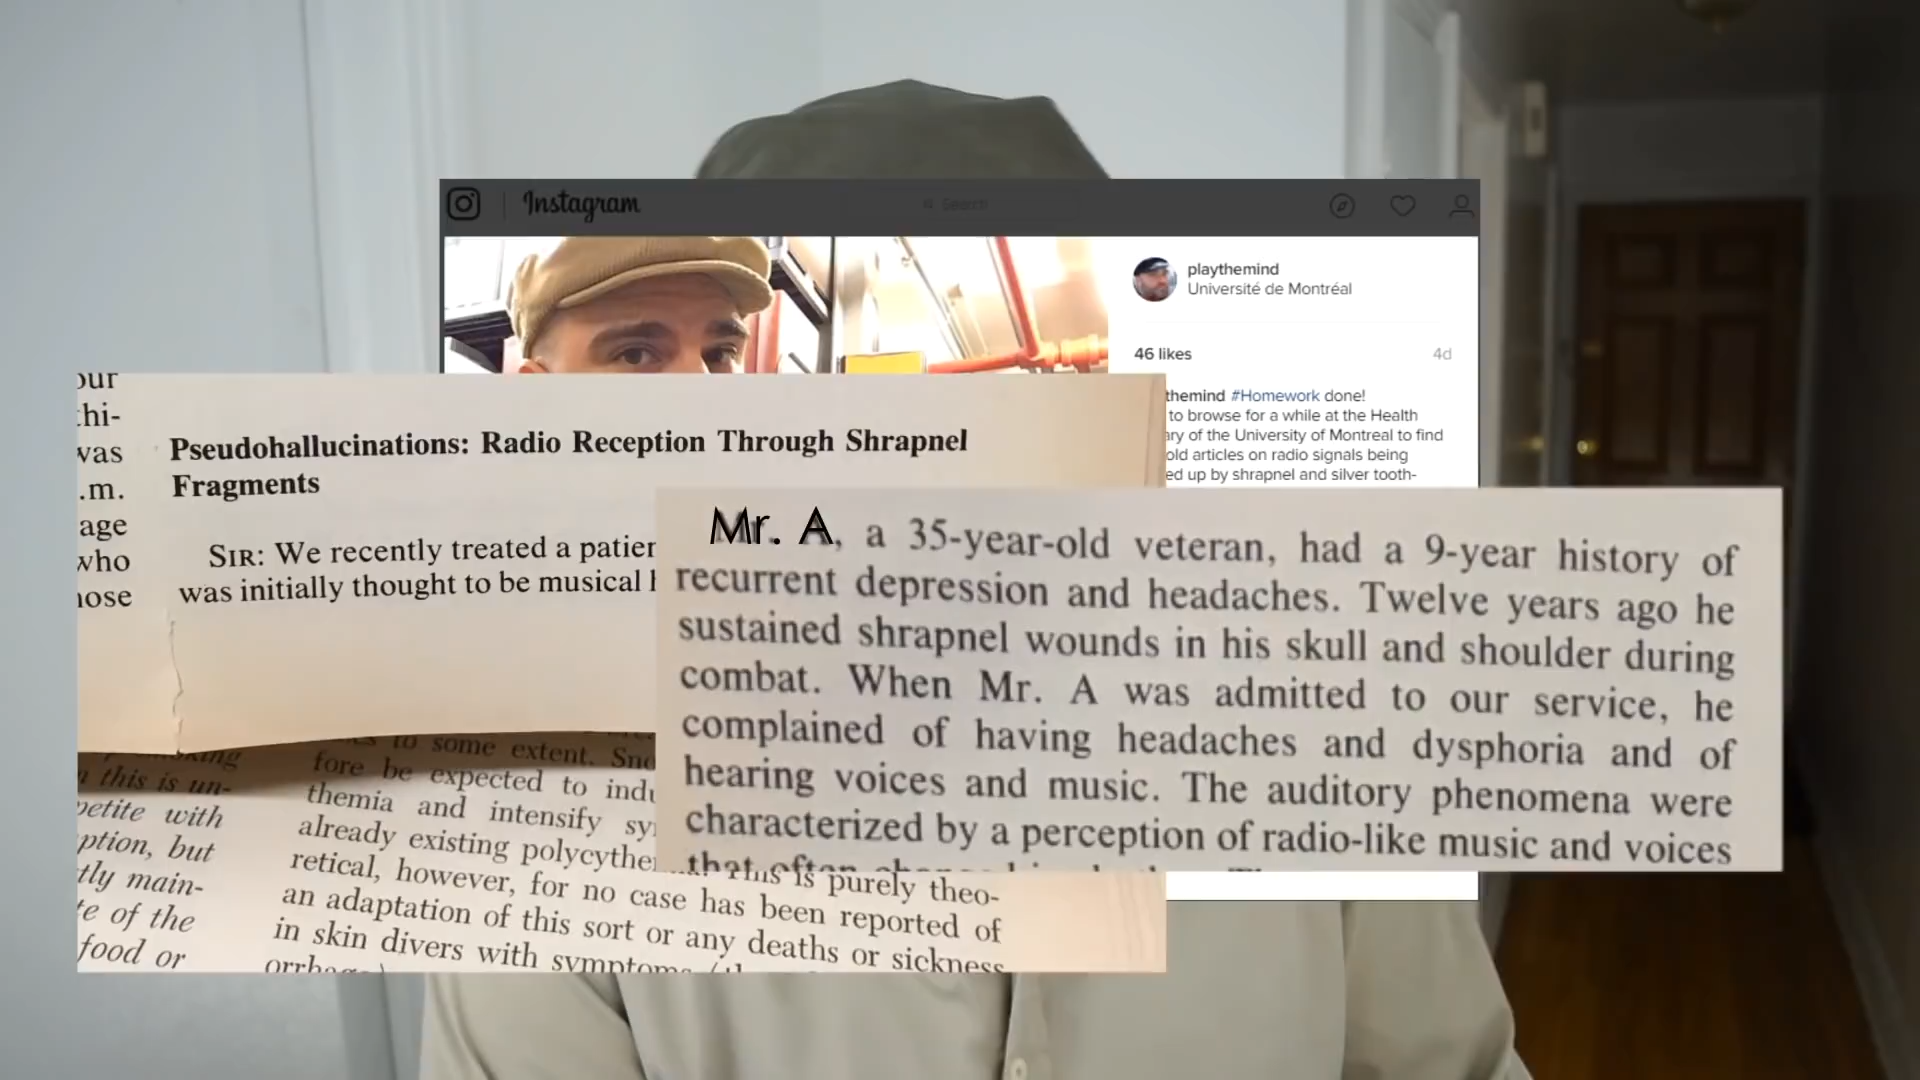 Instagram
Search
playthemind
Université de Montréal
46 likes
4d
themind #Homework done!
to browse for a while at the Health
ary of the University of Montreal to find
old articles on radio signals being
ed up by shrapnel and silver tooth-
our
thi-
was
.m.
age
who
nose
Pseudohallucinations: Radio Reception Through Shrapnel
Fragments
SIR: We recently treated a patien
was initially thought to be musical h
Mr. A, a 35-year-old veteran, had a 9-year history of
recurrent depression and headaches. Twelve years ago he
sustained shrapnel wounds in his skull and shoulder during
combat. When Mr. A was admitted to our service, he
complained of having headaches and dysphoria and of
hearing voices and music. The auditory phenomena were
characterized by a perception of radio-like music and voices
that often
this is un-
petite with
ption, but
tly main-
te of the
food or
to some extent.
fore be expected to indu
themia and intensify sy
already existing polycythe
this is purely theo-
retical, however, for no case has been reported of
an adaptation of this sort or any deaths or sickness
in skin divers with symptoms